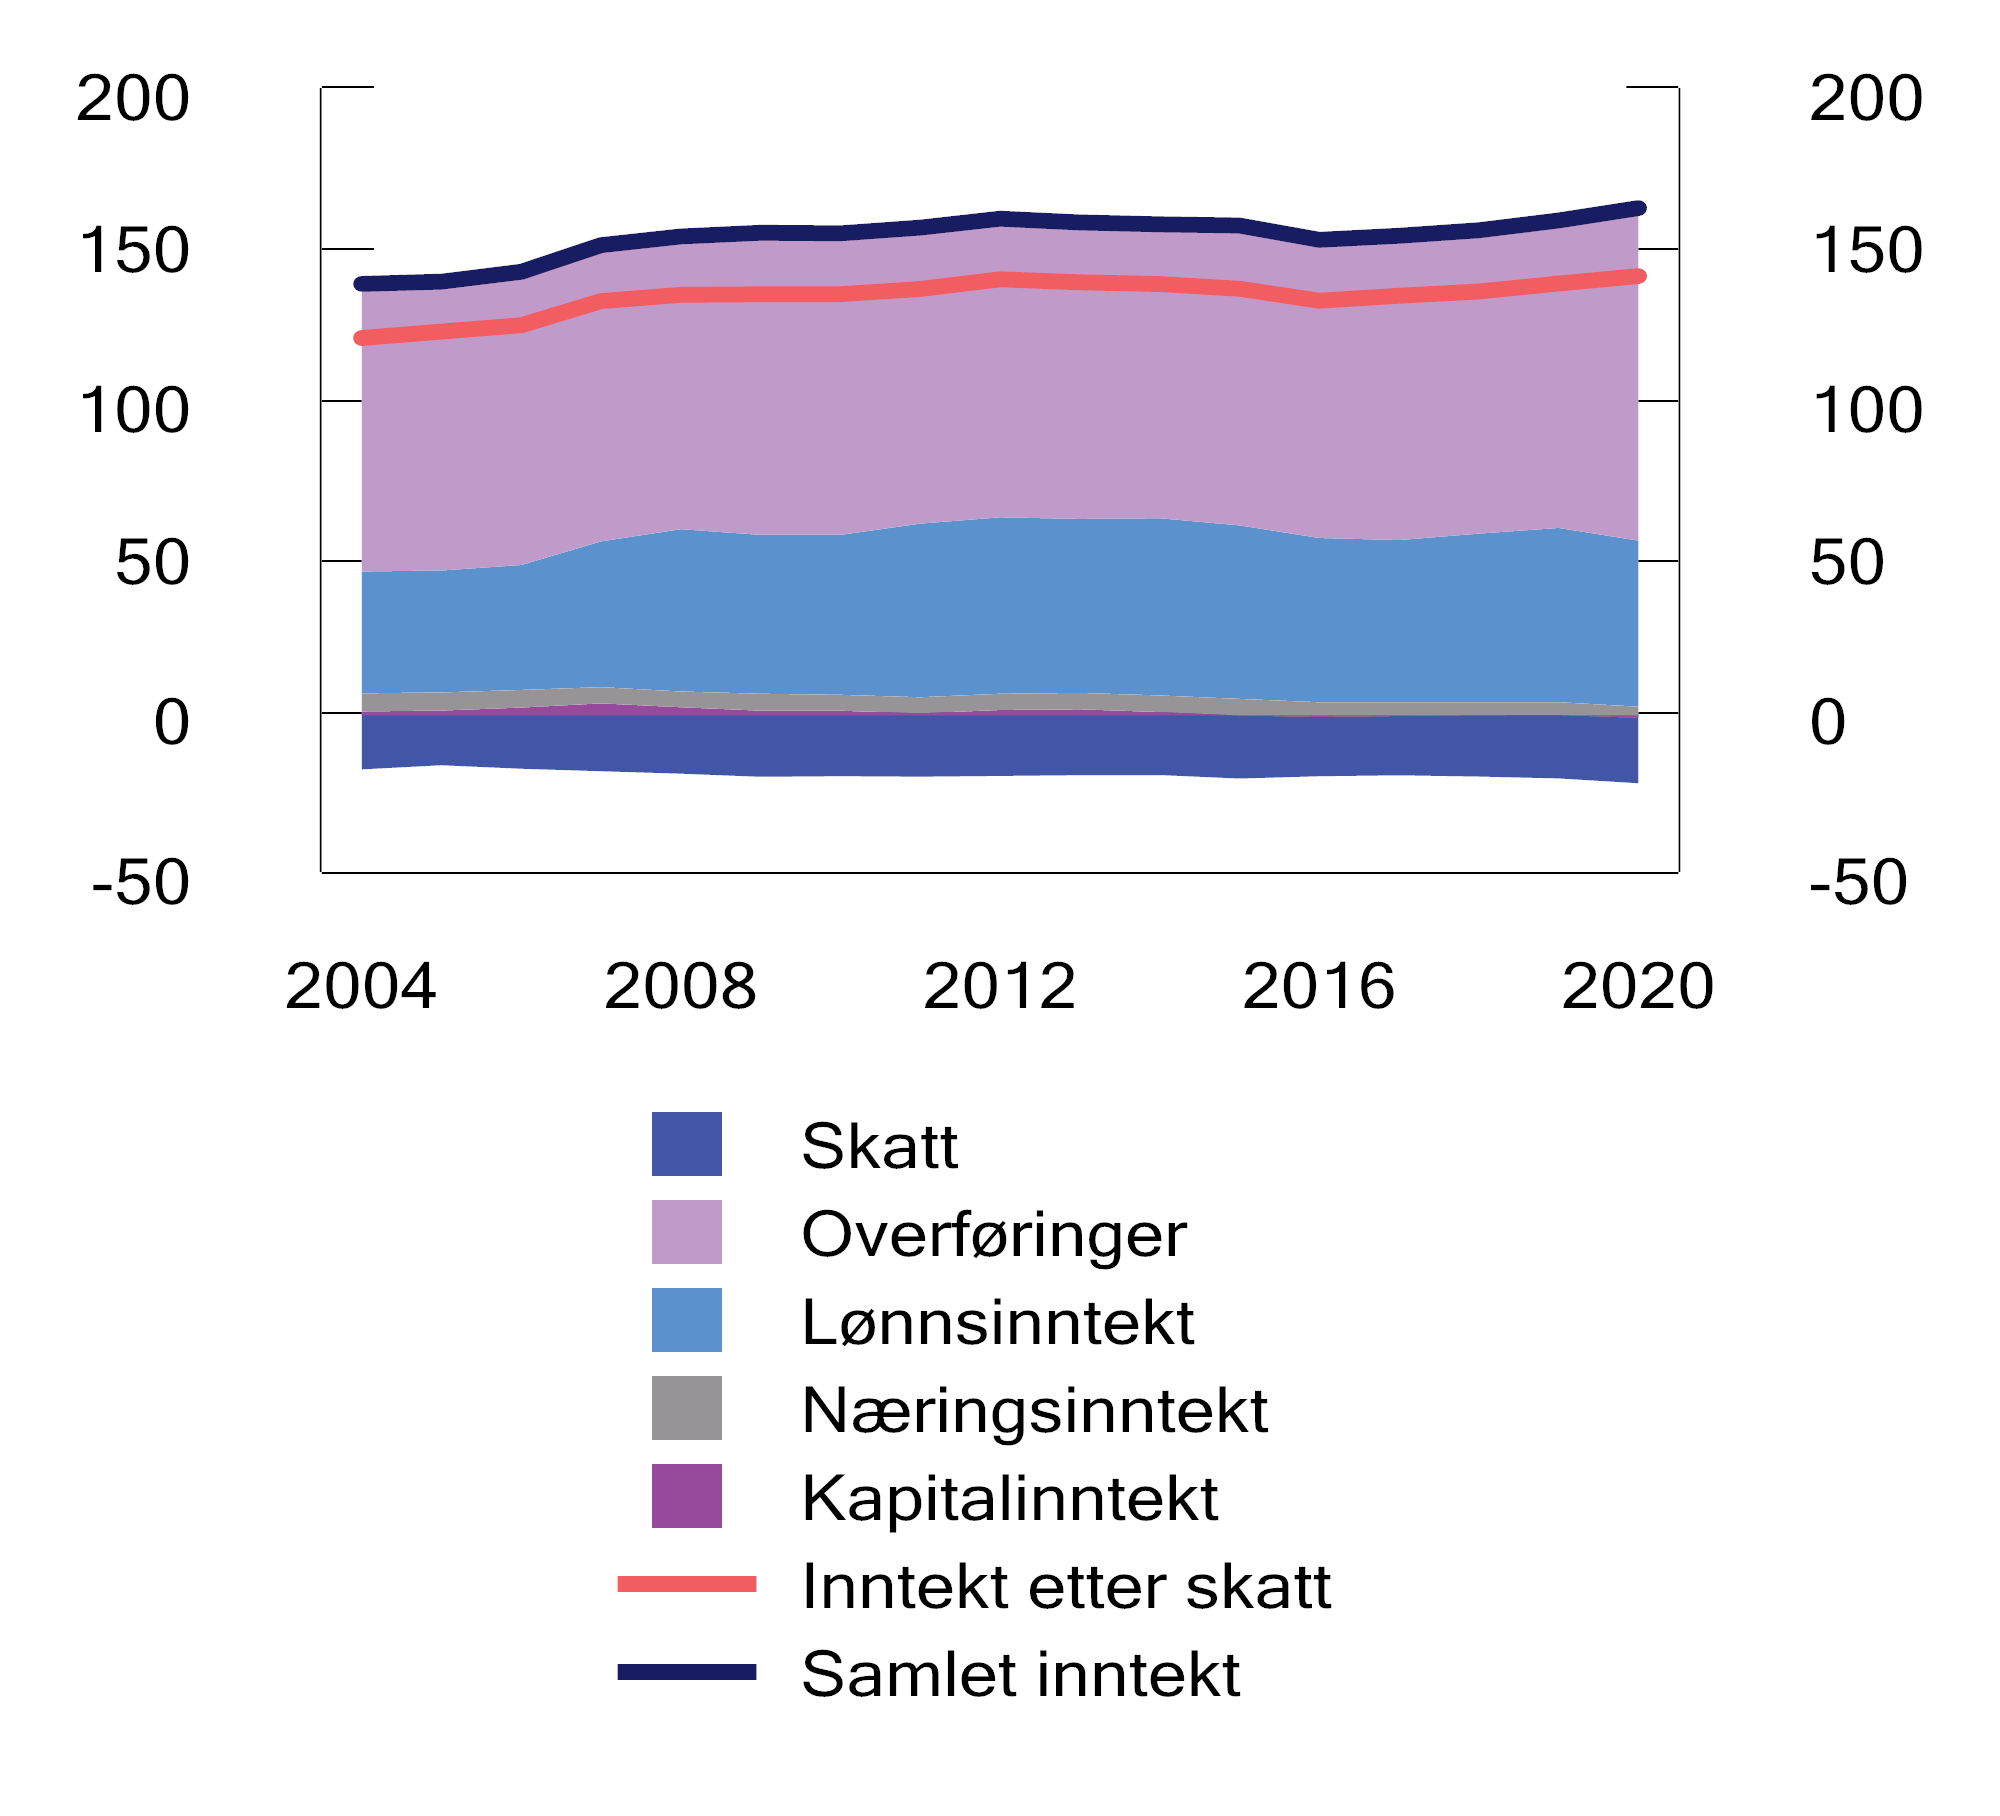 200 200
150 150
100 100
50 50
0 0
-50 -50
2004 2008 2012 2016 2020
Skatt
Overføringer
Lønnsinntekt
Næringsinntekt
Kapitalinntekt
Inntekt etter skatt
Samlet inntekt